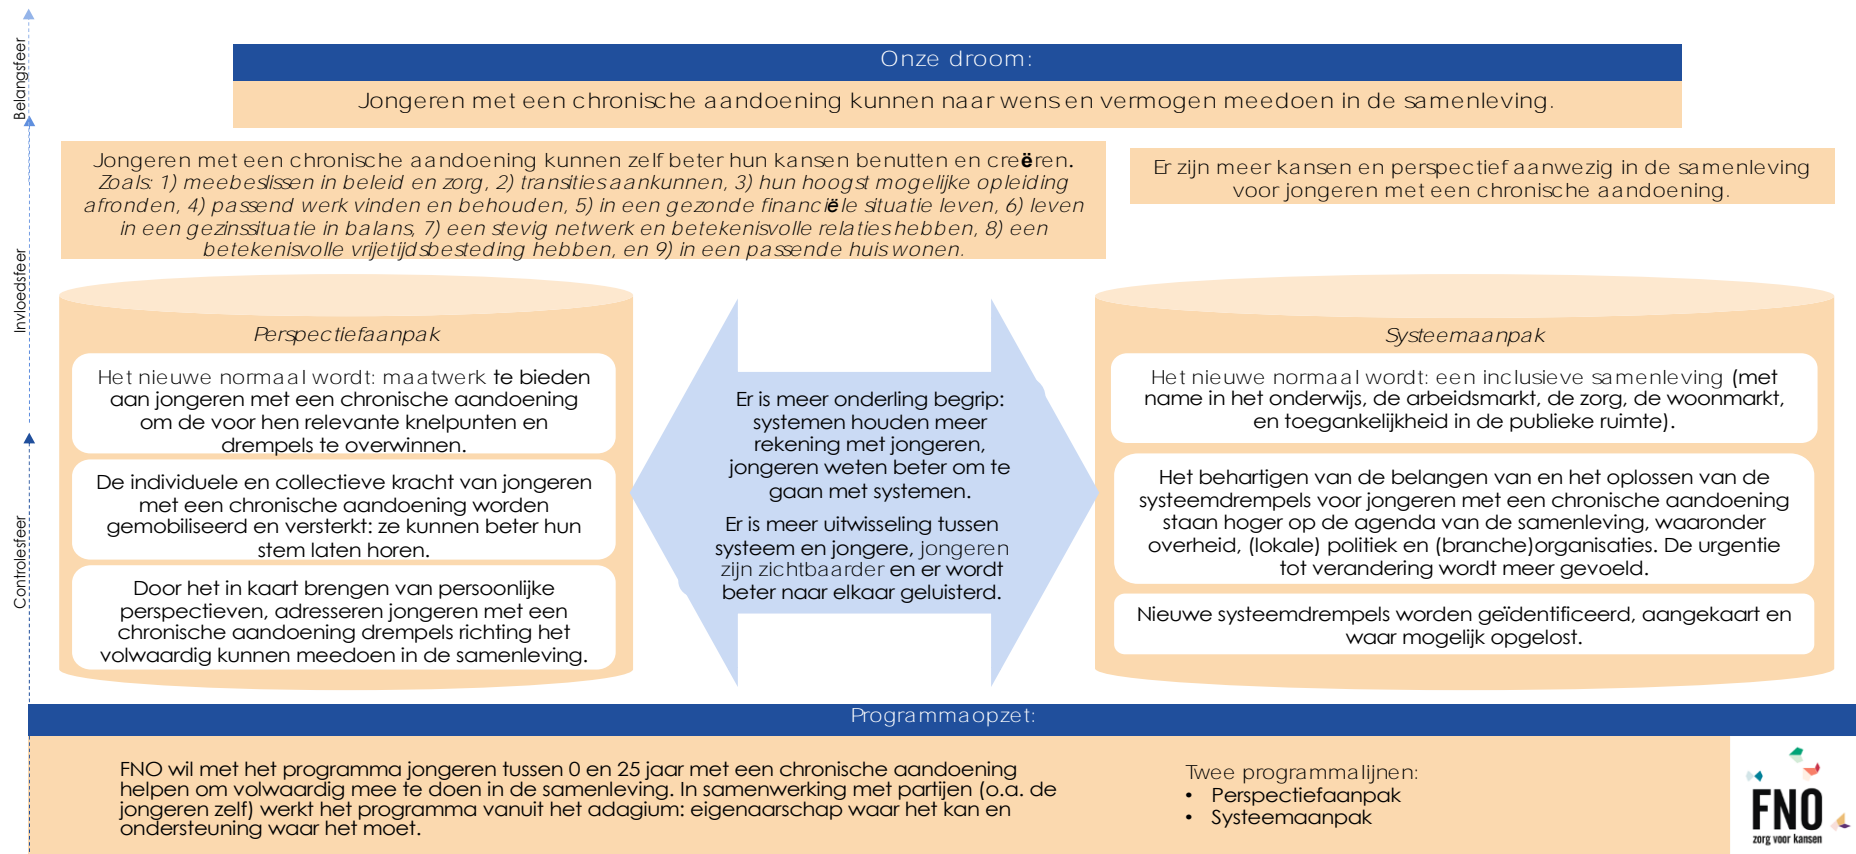 Belangsfeer
Invloedsfeer
Controlesfeer
Onze droom:
Jongeren met een chronische aandoening kunnen naar wens en vermogen meedoen in de samenleving.
Jongeren met een chronische aandoening kunnen zelf beter hun kansen benutten en creëren.
Zoals: 1) meebeslissen in beleid en zorg, 2) transities aankunnen, 3) hun hoogst mogelijke opleiding
afronden, 4) passend werk vinden en behouden, 5) in een gezonde financiële situatie leven, 6) leven
in een gezinssituatie in balans, 7) een stevig netwerk en betekenisvolle relaties hebben, 8) een
betekenisvolle vrijetijdsbesteding hebben, en 9) in een passende huis wonen.
Er zijn meer kansen en perspectief aanwezig in de samenleving
voor jongeren met een chronische aandoening.
Perspectiefaanpak
Het nieuwe normaal wordt: maatwerk te bieden
aan jongeren met een chronische aandoening
om de voor hen relevante knelpunten en
drempels te overwinnen.
De individuele en collectieve kracht van jongeren
met een chronische aandoening worden
gemobiliseerd en versterkt: ze kunnen beter hun
stem laten horen.
Door het in kaart brengen van persoonlijke
perspectieven, adresseren jongeren met een
chronische aandoening drempels richting het
volwaardig kunnen meedoen in de samenleving.
Er is meer onderling begrip:
systemen houden meer
rekening met jongeren,
jongeren weten beter om te
gaan met systemen.
Er is meer uitwisseling tussen
systeem en jongere, jongeren
zijn zichtbaarder en er wordt
beter naar elkaar geluisterd.
Systeemaanpak
Het nieuwe normaal wordt: een inclusieve samenleving (met
name in het onderwijs, de arbeidsmarkt, de zorg, de woonmarkt,
en toegankelijkheid in de publieke ruimte).
Het behartigen van de belangen van en het oplossen van de
systeemdrempels voor jongeren met een chronische aandoening
staan hoger op de agenda van de samenleving, waaronder
overheid, (lokale) politiek en (branche)organisaties. De urgentie
tot verandering wordt meer gevoeld.
Nieuwe systeemdrempels worden geïdentificeerd, aangekaart en
waar mogelijk opgelost.
Programmaopzet:
FNO wil met het programma jongeren tussen 0 en 25 jaar met een chronische aandoening
helpen om volwaardig mee te doen in de samenleving. In samenwerking met partijen (o.a. de
jongeren zelf) werkt het programma vanuit het adagium: eigenaarschap waar het kan en
ondersteuning waar het moet.
Twee programmalijnen:
• Perspectiefaanpak
• Systeemaanpak
FNO
zorg voor kansen